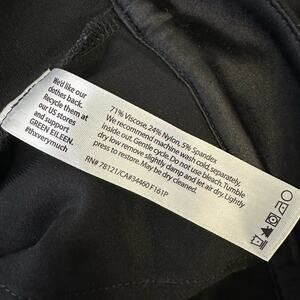 We'd like our
clothes back.
Recycle them at
our US stores
and support
GREEN EILEEN.
#thxverymuch
71% Viscose, 24% Nylon, 5% Spandex
We recommend: machine wash cold, separately,
inside out. Gentle cycle. Do not use bleach. Tumble
dry low remove slightly damp and let air dry. Lightly
press to restore. May be dry cleaned.
RN# 78121/CA#34460 F161P